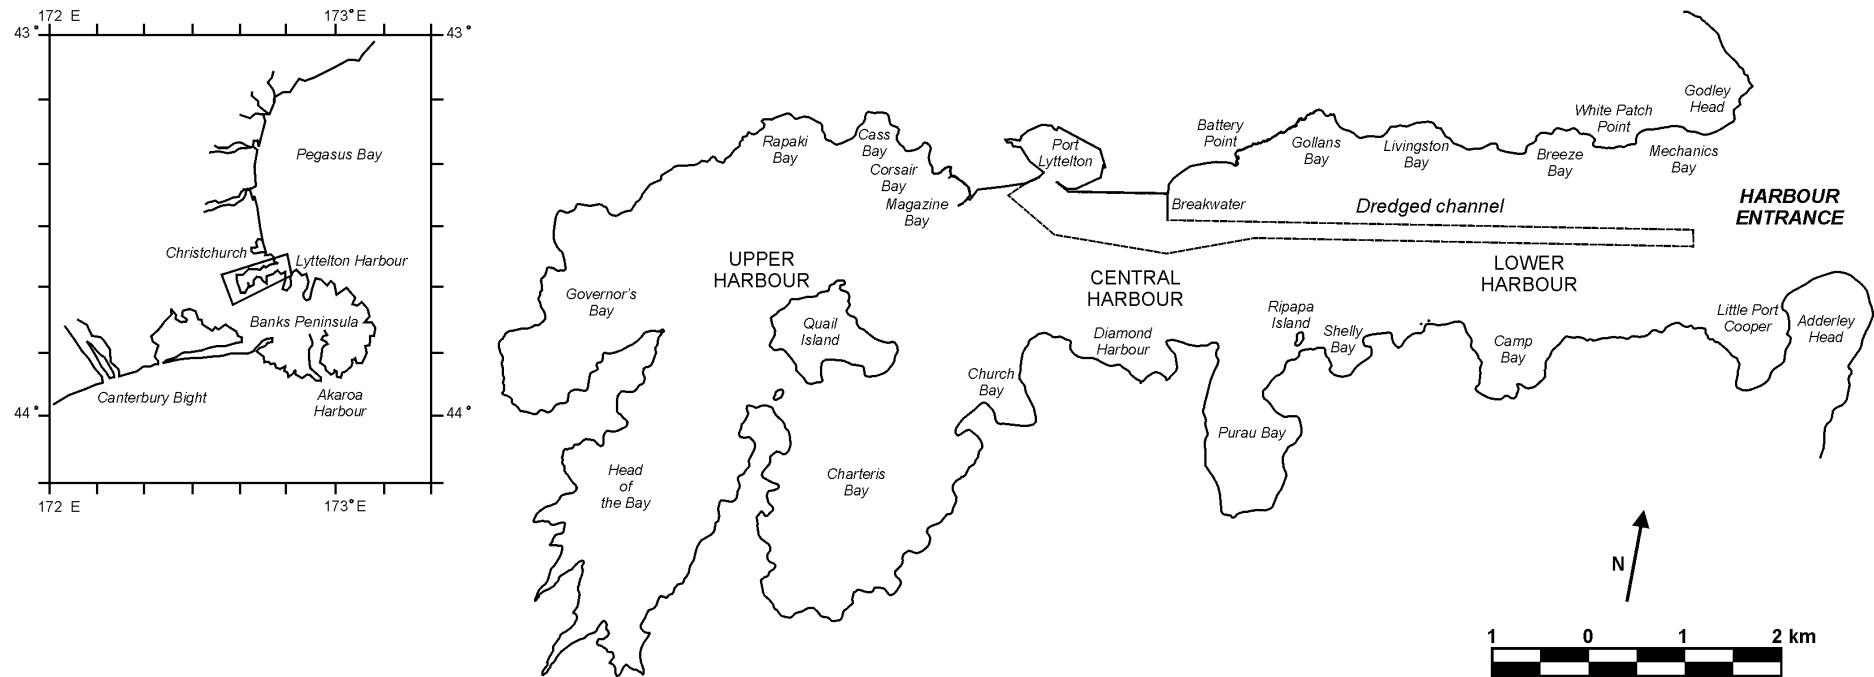 172 E
173°E
43°
43°
Pegasus Bay
Christchurch
Lyttelton Harbour
Banks Peninsula
Canterbury Bight
Akaroa
Harbour
44°
44°
172 E
173°E
Godley
Head
White Patch
Point
Battery
Point
Rapaki
Bay
Cass
Bay
Port
Lyttelton
Gollans
Bay
Livingston
Bay
Breeze
Bay
Mechanics
Bay
Corsair
Bay
Magazine
Bay
Breakwater
Dredged channel
HARBOUR
ENTRANCE
UPPER
HARBOUR
CENTRAL
HARBOUR
LOWER
HARBOUR
Governor's
Bay
Quail
Island
Diamond
Harbour
Ripapa
Island
Shelly
Bay
Camp
Bay
Little Port
Cooper
Adderley
Head
Church
Bay
Purau Bay
Head
of
the Bay
Charteris
Bay
N
1 0 1 2 km